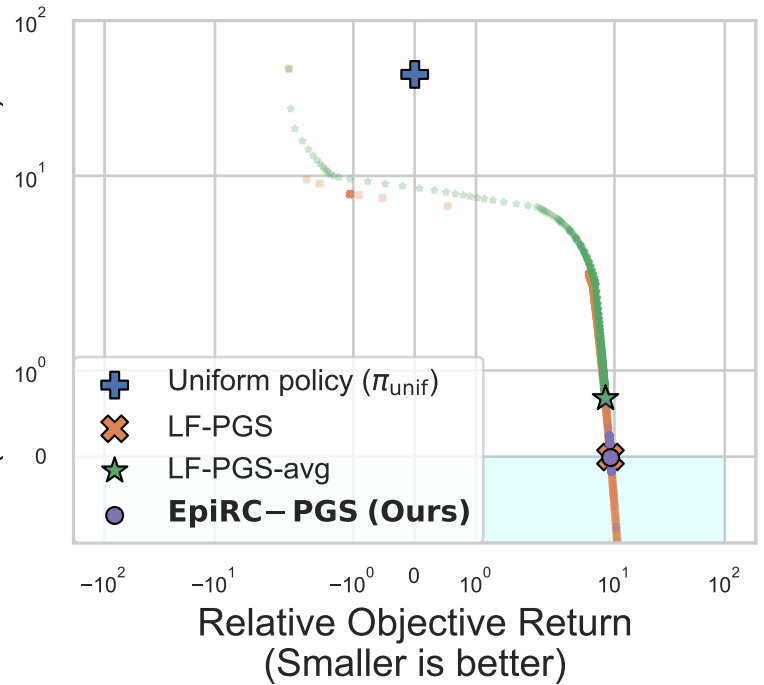 10²
10¹
10⁰
0
Uniform policy (π_unif)
LF-PGS
LF-PGS-avg
EpiRC−PGS (Ours)
−10² −10¹ −10⁰ 0 10⁰ 10¹ 10²
Relative Objective Return
(Smaller is better)